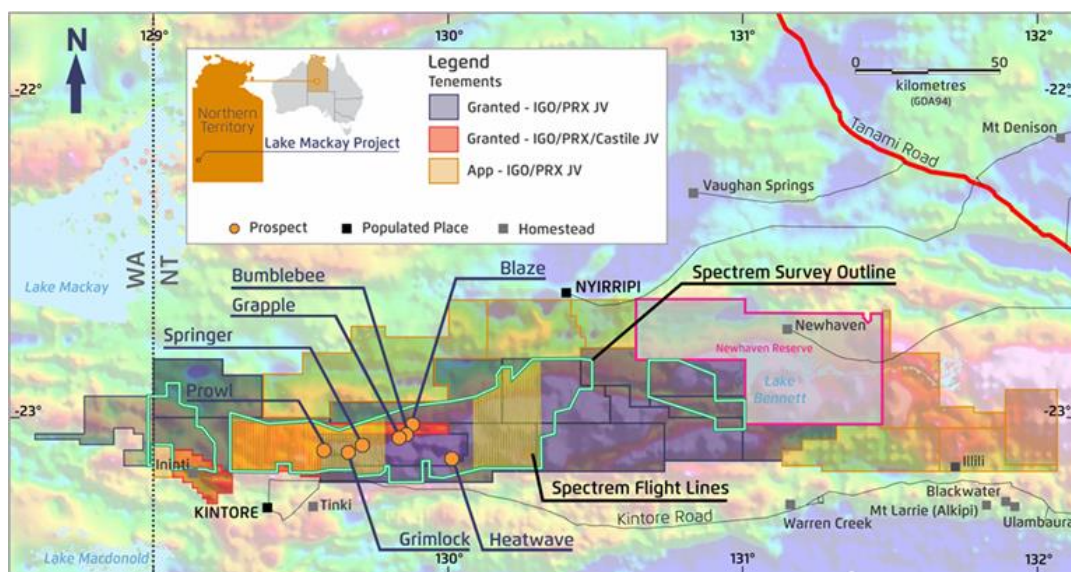 129°
130°
131°
132°
N
-22°
-22°
Legend
Tenements
Granted - IGO/PRX JV
Granted - IGO/PRX/Castile JV
App - IGO/PRX JV
Northern
Territory
Lake Mackay Project
Prospect
Populated Place
Homestead
0
50
kilometres
(GDA94)
Tanami Road
Mt Denison
Vaughan Springs
WA
NT
Lake Mackay
Bumblebee
Blaze
Grapple
NYIRRIPI
Spectrem Survey Outline
Springer
Newhaven
Newhaven Reserve
Prowl
Lake
Bennett
-23°
-23°
Ininti
Illili
KINTORE
Tinki
Spectrem Flight Lines
Kintore Road
Blackwater
Mt Larrie (Alkipi)
Warren Creek
Ulambaura
Grimlock
Heatwave
Lake Macdonald
130°
131°
132°